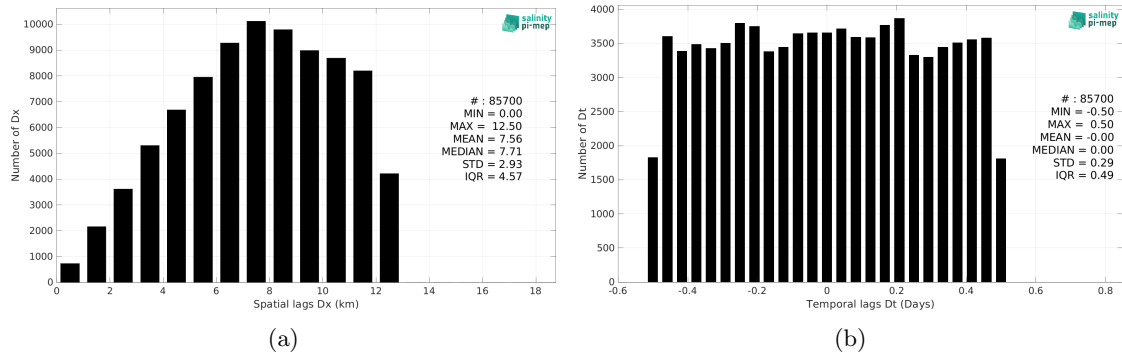 10000
9000
8000
7000
6000
5000
4000
3000
2000
1000
0
Number of Dx
salinity
pi-mep
# : 85700
MIN = 0.00
MAX = 12.50
MEAN = 7.56
MEDIAN = 7.71
STD = 2.93
IQR = 4.57
0 2 4 6 8 10 12 14 16 18
Spatial lags Dx (km)
(a)
4000
3500
3000
2500
2000
1500
1000
500
0
Number of Dt
salinity
pi-mep
# : 85700
MIN = -0.50
MAX = 0.50
MEAN = -0.00
MEDIAN = 0.00
STD = 0.29
IQR = 0.49
-0.6 -0.4 -0.2 0 0.2 0.4 0.6 0.8
Temporal lags Dt (Days)
(b)